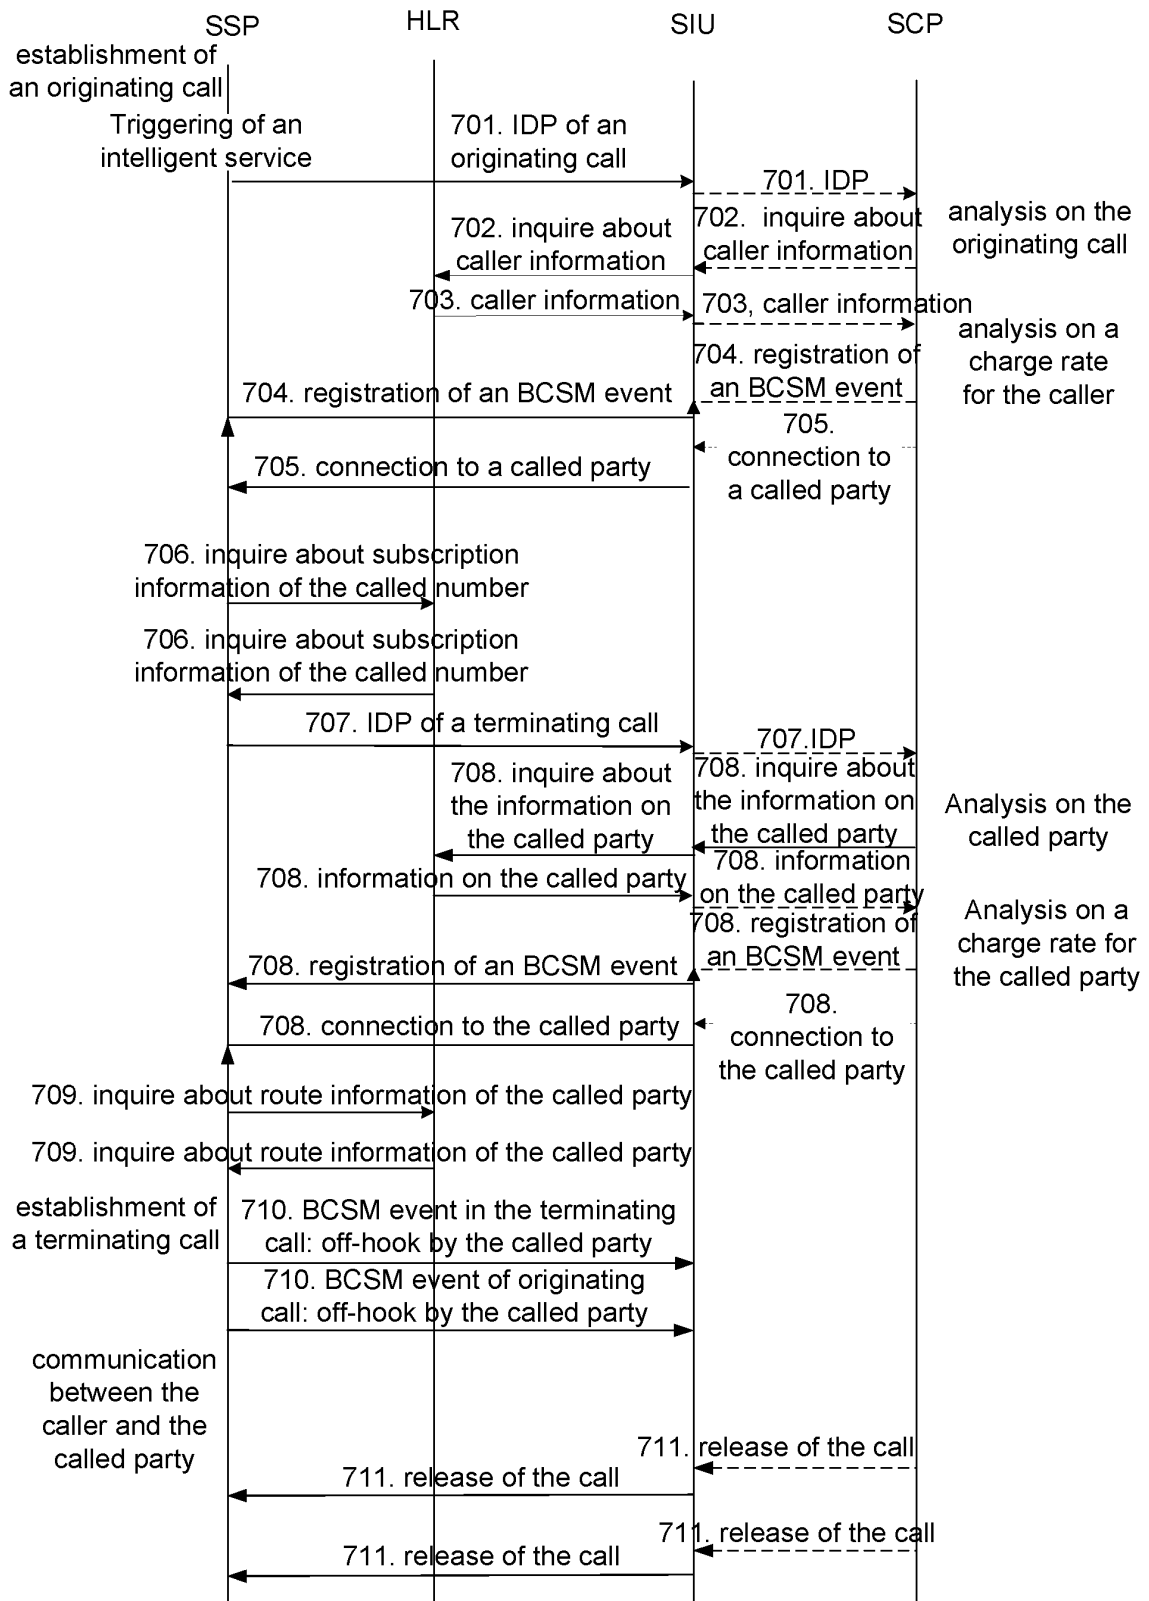 SSP
HLR
SIU
SCP
establishment of
an originating call
Triggering of an
intelligent service
701. IDP of an
originating call
701. IDP
702. inquire about
caller information
702. inquire about
caller information
analysis on the
originating call
703. caller information
703, caller information
analysis on a
charge rate
for the caller
704. registration of
an BCSM event
704. registration of an BCSM event
705.
connection to
a called party
705. connection to a called party
706. inquire about subscription
information of the called number
706. inquire about subscription
information of the called number
707. IDP of a terminating call
707.IDP
708. inquire about
the information on
the called party
708. inquire about
the information on
the called party
Analysis on the
called party
708. information on the called party
708. information
on the called party
Analysis on a
charge rate for
the called party
708. registration of
an BCSM event
708. registration of an BCSM event
708. connection to the called party
708.
connection to
the called party
709. inquire about route information of the called party
709. inquire about route information of the called party
establishment of
a terminating call
710. BCSM event in the terminating
call: off-hook by the called party
710. BCSM event of originating
call: off-hook by the called party
communication
between the
caller and the
called party
711. release of the call
711. release of the call
711. release of the call
711. release of the call